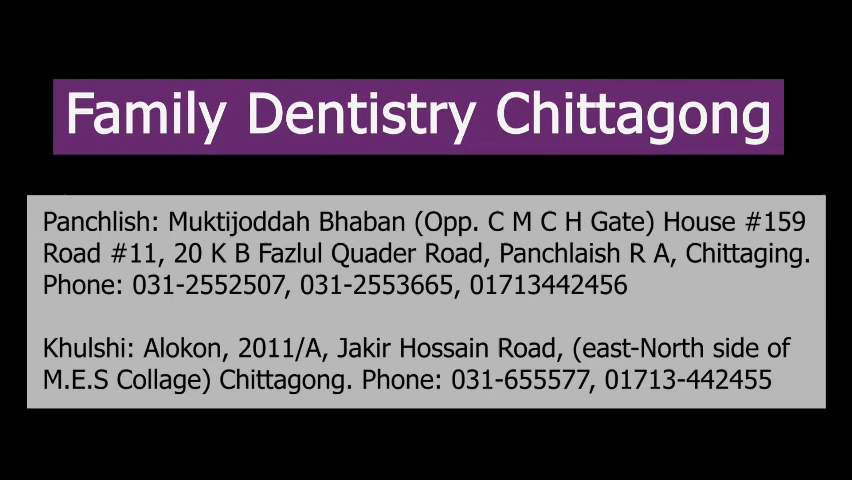 Family Dentistry Chittagong
Panchlish: Muktijoddah Bhaban (Opp. C M C H Gate) House #159
Road #11, 20 K B Fazlul Quader Road, Panchlaish R A, Chittaging.
Phone: 031-2552507, 031-2553665, 01713442456
Khulshi: Alokon, 2011/A, Jakir Hossain Road, (east-North side of
M.E.S Collage) Chittagong. Phone: 031-655577, 01713-442455